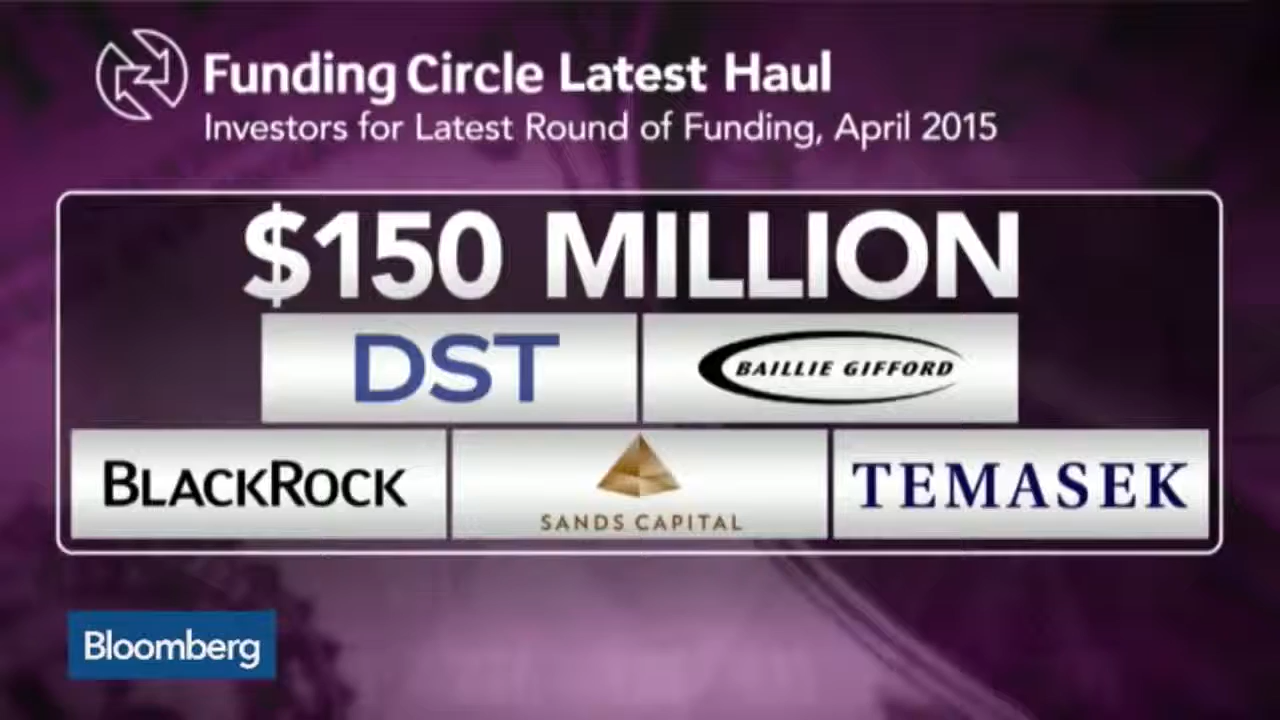 Funding Circle Latest Haul
Investors for Latest Round of Funding, April 2015
$150 MILLION
DST
BAILLIE GIFFORD
BLACKROCK
SANDS CAPITAL
TEMASEK
Bloomberg